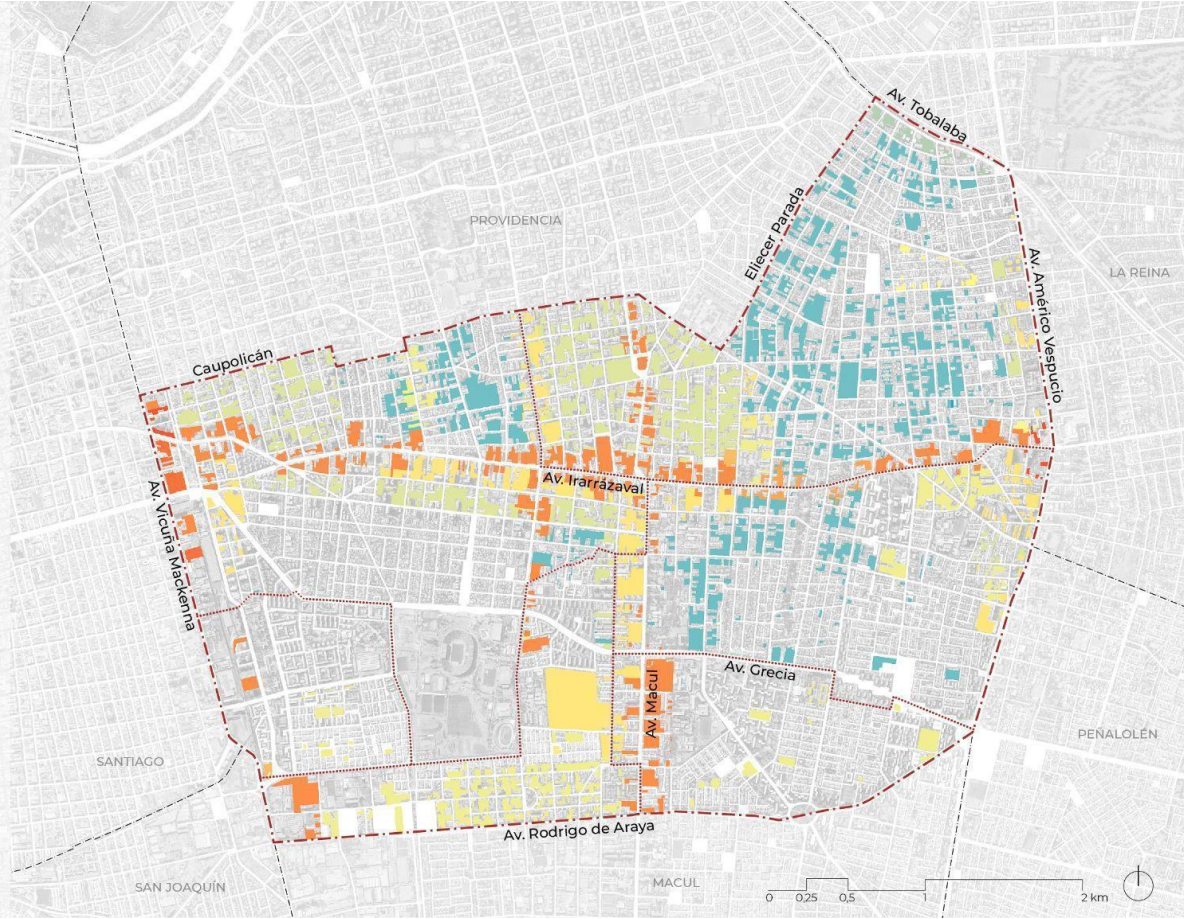 Av. Tobalaba
PROVIDENCIA
Eliecer Parada
LA REINA
Av. Américo Vespucio
Caupolicán
Av. Irarrázaval
Av. Vicuña Mackenna
Av. Grecia
Av. Macul
PEÑALOLÉN
SANTIAGO
Av. Rodrigo de Araya
SAN JOAQUÍN
MACUL
0 0,25 0,5 1 2 km